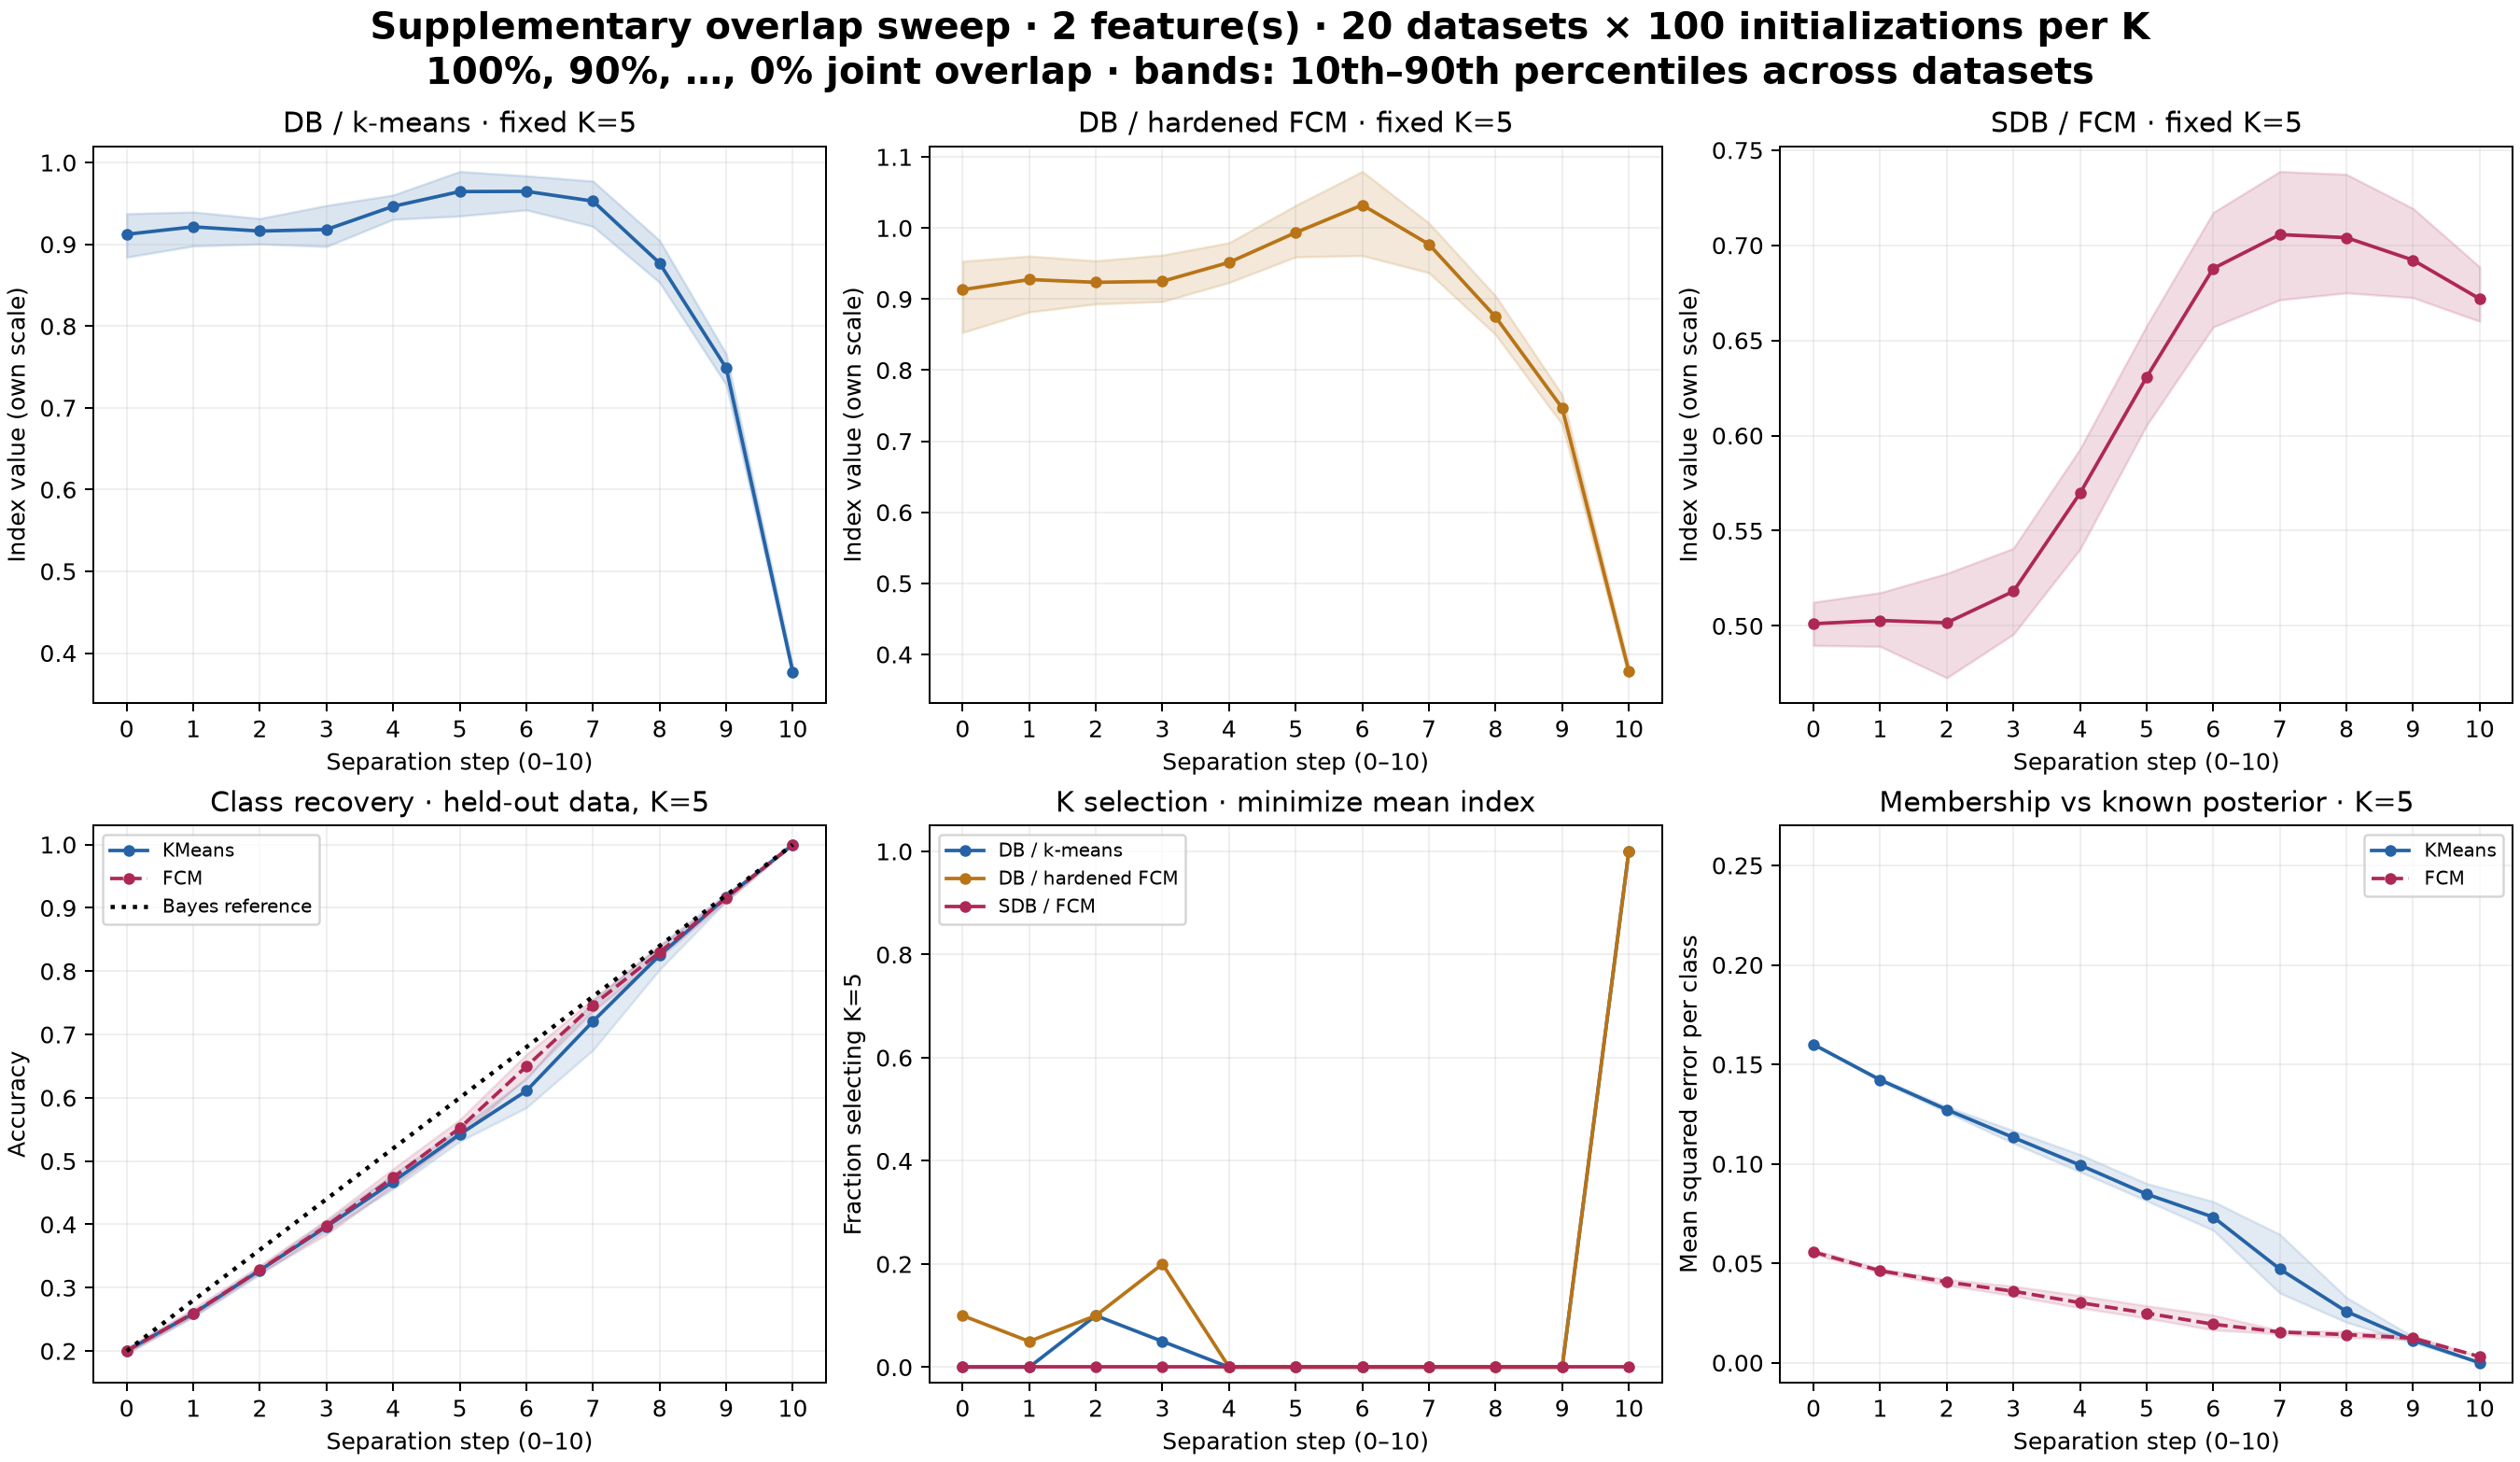 Supplementary overlap sweep · 2 feature(s) · 20 datasets × 100 initializations per K
100%, 90%, ..., 0% joint overlap · bands: 10th–90th percentiles across datasets
DB / k-means · fixed K=5
1.0
0.9
0.8
0.7
0.6
0.5
0.4
Index value (own scale)
0 1 2 3 4 5 6 7 8 9 10
Separation step (0–10)
DB / hardened FCM · fixed K=5
1.1
1.0
0.9
0.8
0.7
0.6
0.5
0.4
Index value (own scale)
0 1 2 3 4 5 6 7 8 9 10
Separation step (0–10)
SDB / FCM · fixed K=5
0.75
0.70
0.65
0.60
0.55
0.50
Index value (own scale)
0 1 2 3 4 5 6 7 8 9 10
Separation step (0–10)
Class recovery · held-out data, K=5
KMeans
FCM
Bayes reference
1.0
0.9
0.8
0.7
0.6
0.5
0.4
0.3
0.2
Accuracy
0 1 2 3 4 5 6 7 8 9 10
Separation step (0–10)
K selection · minimize mean index
DB / k-means
DB / hardened FCM
SDB / FCM
1.0
0.8
0.6
0.4
0.2
0.0
Fraction selecting K=5
0 1 2 3 4 5 6 7 8 9 10
Separation step (0–10)
Membership vs known posterior · K=5
KMeans
FCM
0.25
0.20
0.15
0.10
0.05
0.00
Mean squared error per class
0 1 2 3 4 5 6 7 8 9 10
Separation step (0–10)